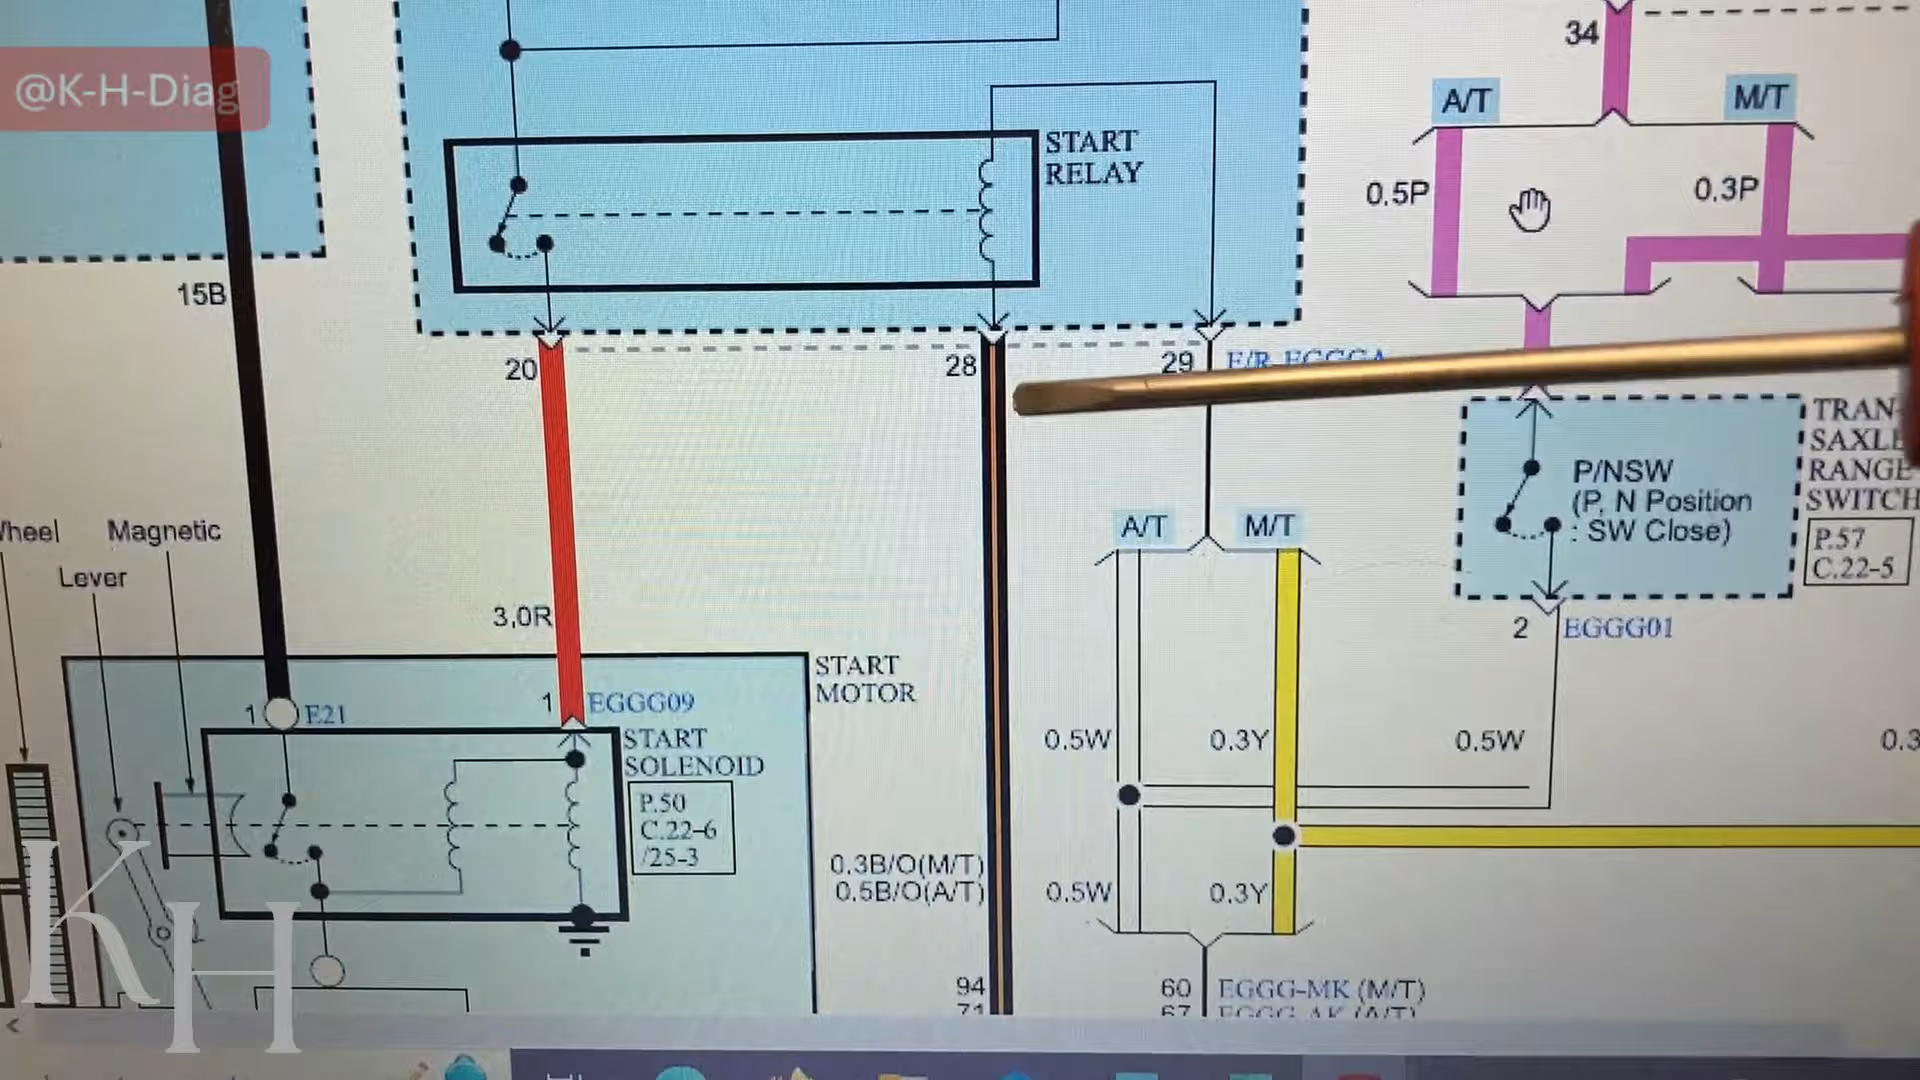 @K-H-Diag
34
A/T
M/T
START
RELAY
0.5P
0.3P
15B
20
28
29
TRAN-
SAXLE
RANGE
SWITCH
P/NSW
(P, N Position
: SW Close)
P.57
C.22-5
A/T
M/T
Magnetic
Lever
3,0R
2
EGGG01
START
MOTOR
1
E21
1
EGGG09
START
SOLENOID
P.50
C.22-6
/25-3
0.5W
0.3Y
0.5W
0.3B/O(M/T)
0.5B/O(A/T)
0.5W
0.3Y
94
60
EGGG-MK (M/T)
KH